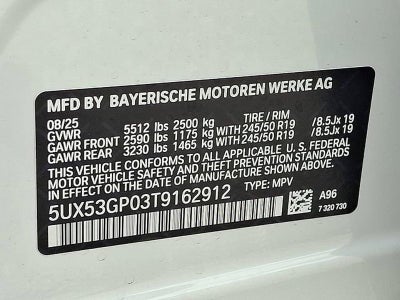 MFD BY BAYERISCHE MOTOREN WERKE AG
08/25 TIRE / RIM
GVWR 5512 lbs 2500 kg
GAWR FRONT 2590 lbs 1175 kg WITH 245/50 R19 /8.5Jx 19
GAWR REAR 3230 lbs 1465 kg WITH 245/50 R19 /8.5Jx 19
THIS VEHICLE CONFORMS TO ALL APPLICABLE U.S. FEDERAL
MOTOR VEHICLE SAFETY AND THEFT PREVENTION STANDARDS
IN EFFECT ON THE DATE OF MANUFACTURE SHOWN ABOVE.
5UX53GP03T9162912 TYPE: MPV
A96
7 320 730